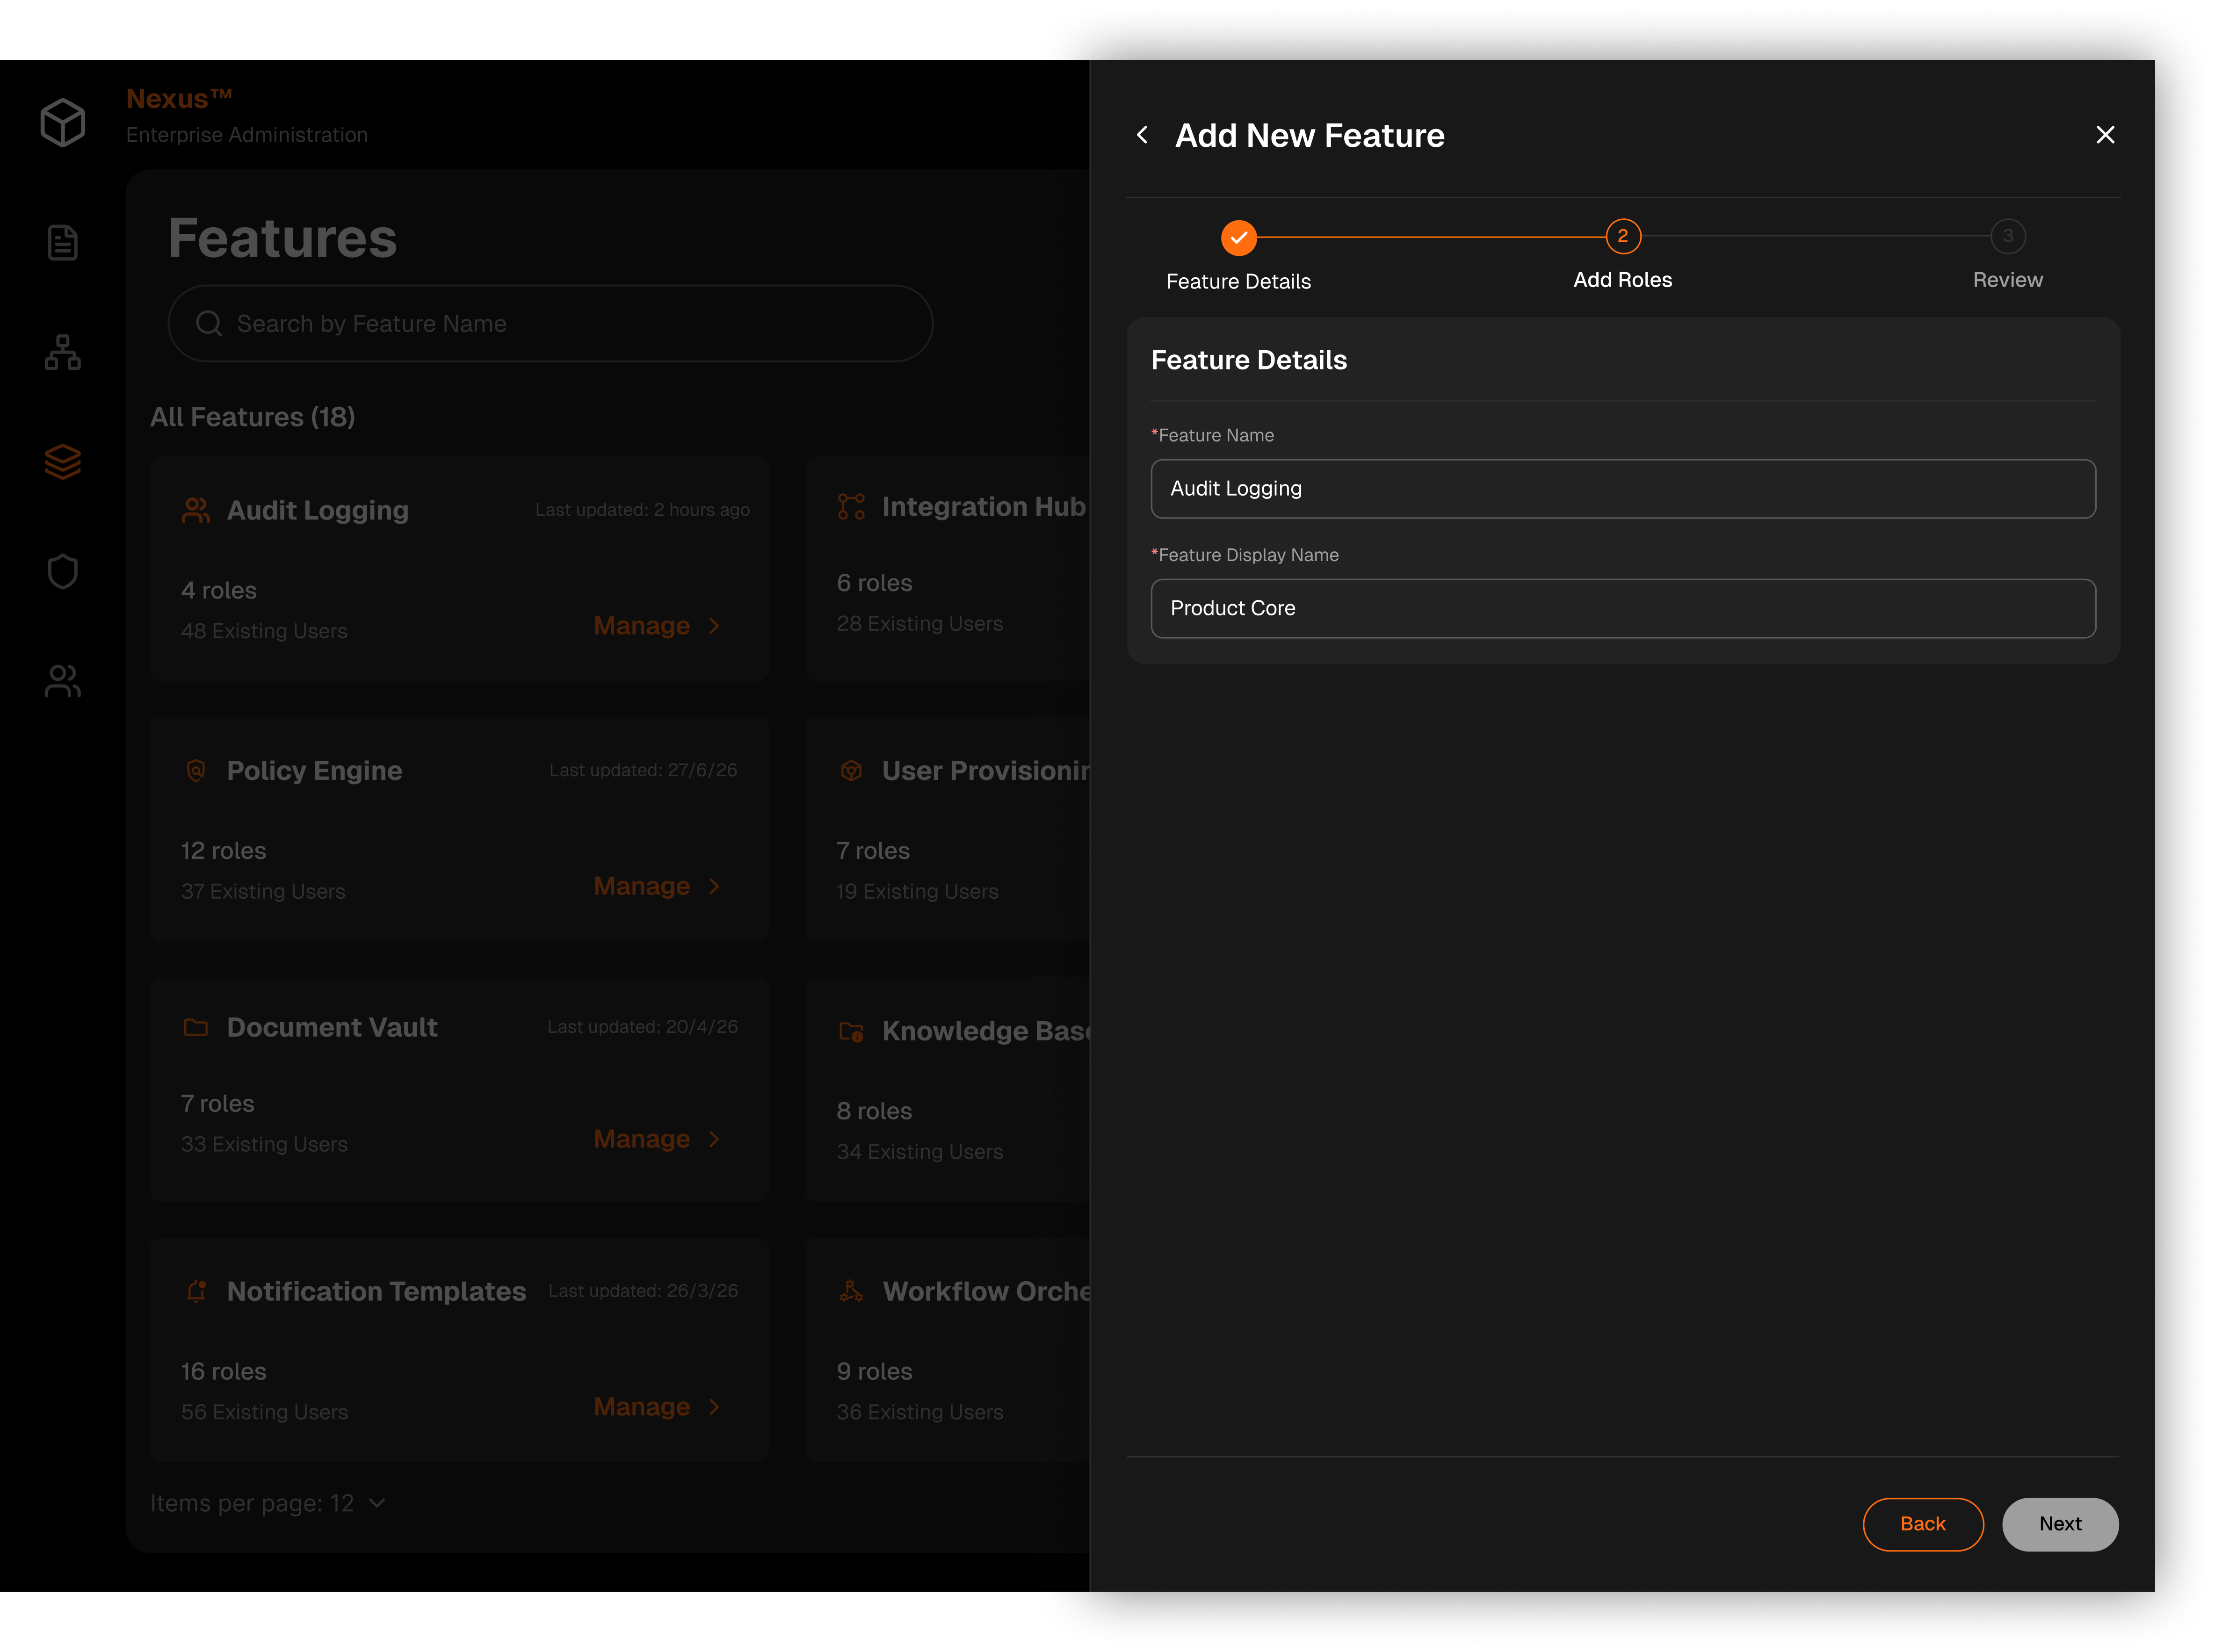 Nexus™
Enterprise Administration
Features
Search by Feature Name
All Features (18)
Audit Logging
Last updated: 2 hours ago
4 roles
48 Existing Users
Manage
Integration Hub
6 roles
28 Existing Users
Policy Engine
Last updated: 27/6/26
12 roles
37 Existing Users
Manage
User Provisionin
7 roles
19 Existing Users
Document Vault
Last updated: 20/4/26
7 roles
33 Existing Users
Manage
Knowledge Base
8 roles
34 Existing Users
Notification Templates
Last updated: 26/3/26
16 roles
56 Existing Users
Manage
Workflow Orche
9 roles
36 Existing Users
Items per page: 12
Add New Feature
Feature Details
2
Add Roles
3
Review
Feature Details
*Feature Name
Audit Logging
*Feature Display Name
Product Core
Back
Next